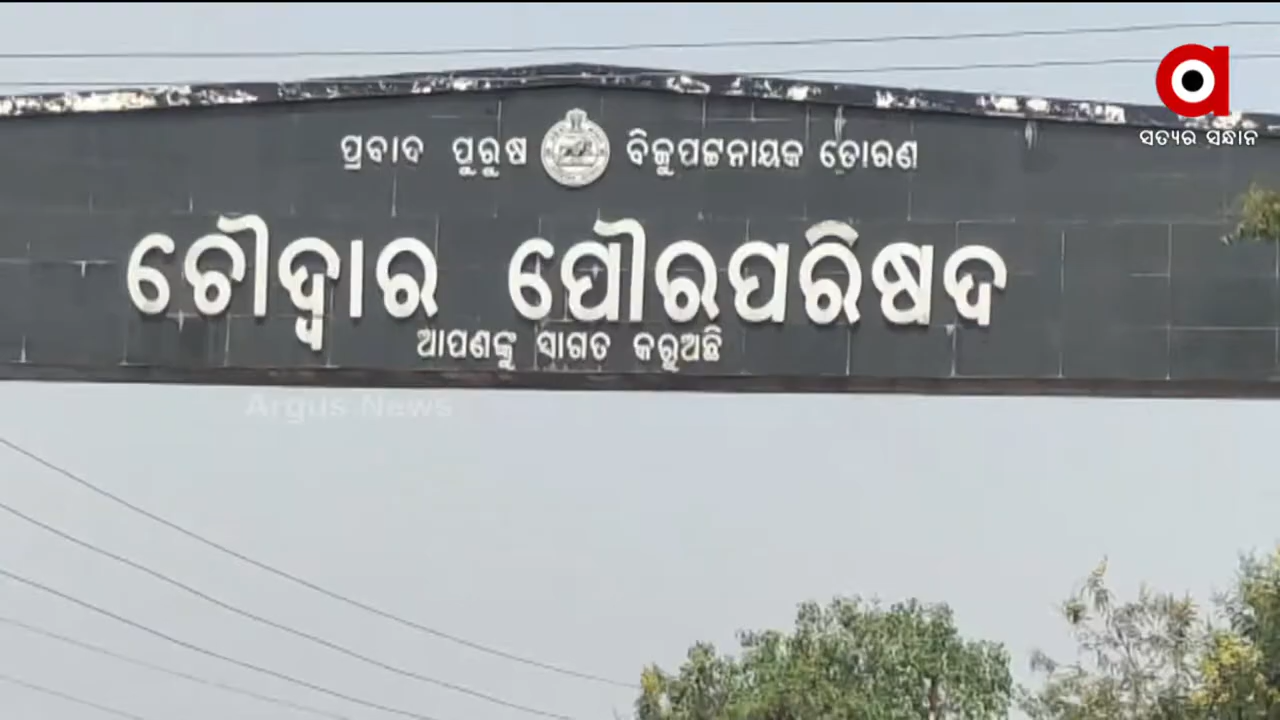 ପ୍ରବାଦ ପୁରୁଷ ବିଜୁପଟ୍ଟନାୟକ ତୋରଣ
ସତ୍ୟର ସନ୍ଧାନ
ଚୌଦ୍ୱାର ପୌରପରିଷଦ
ଆପଣଙ୍କୁ ସାଗତ କରୁଅଛି
Argus News